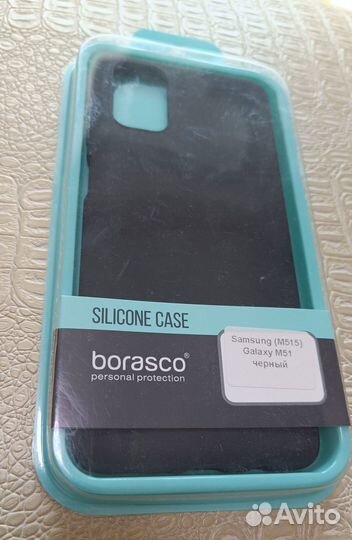 SILICONE CASE
borasco®
personal protection
Samsung (M515)
Galaxy M51
черный
Avito